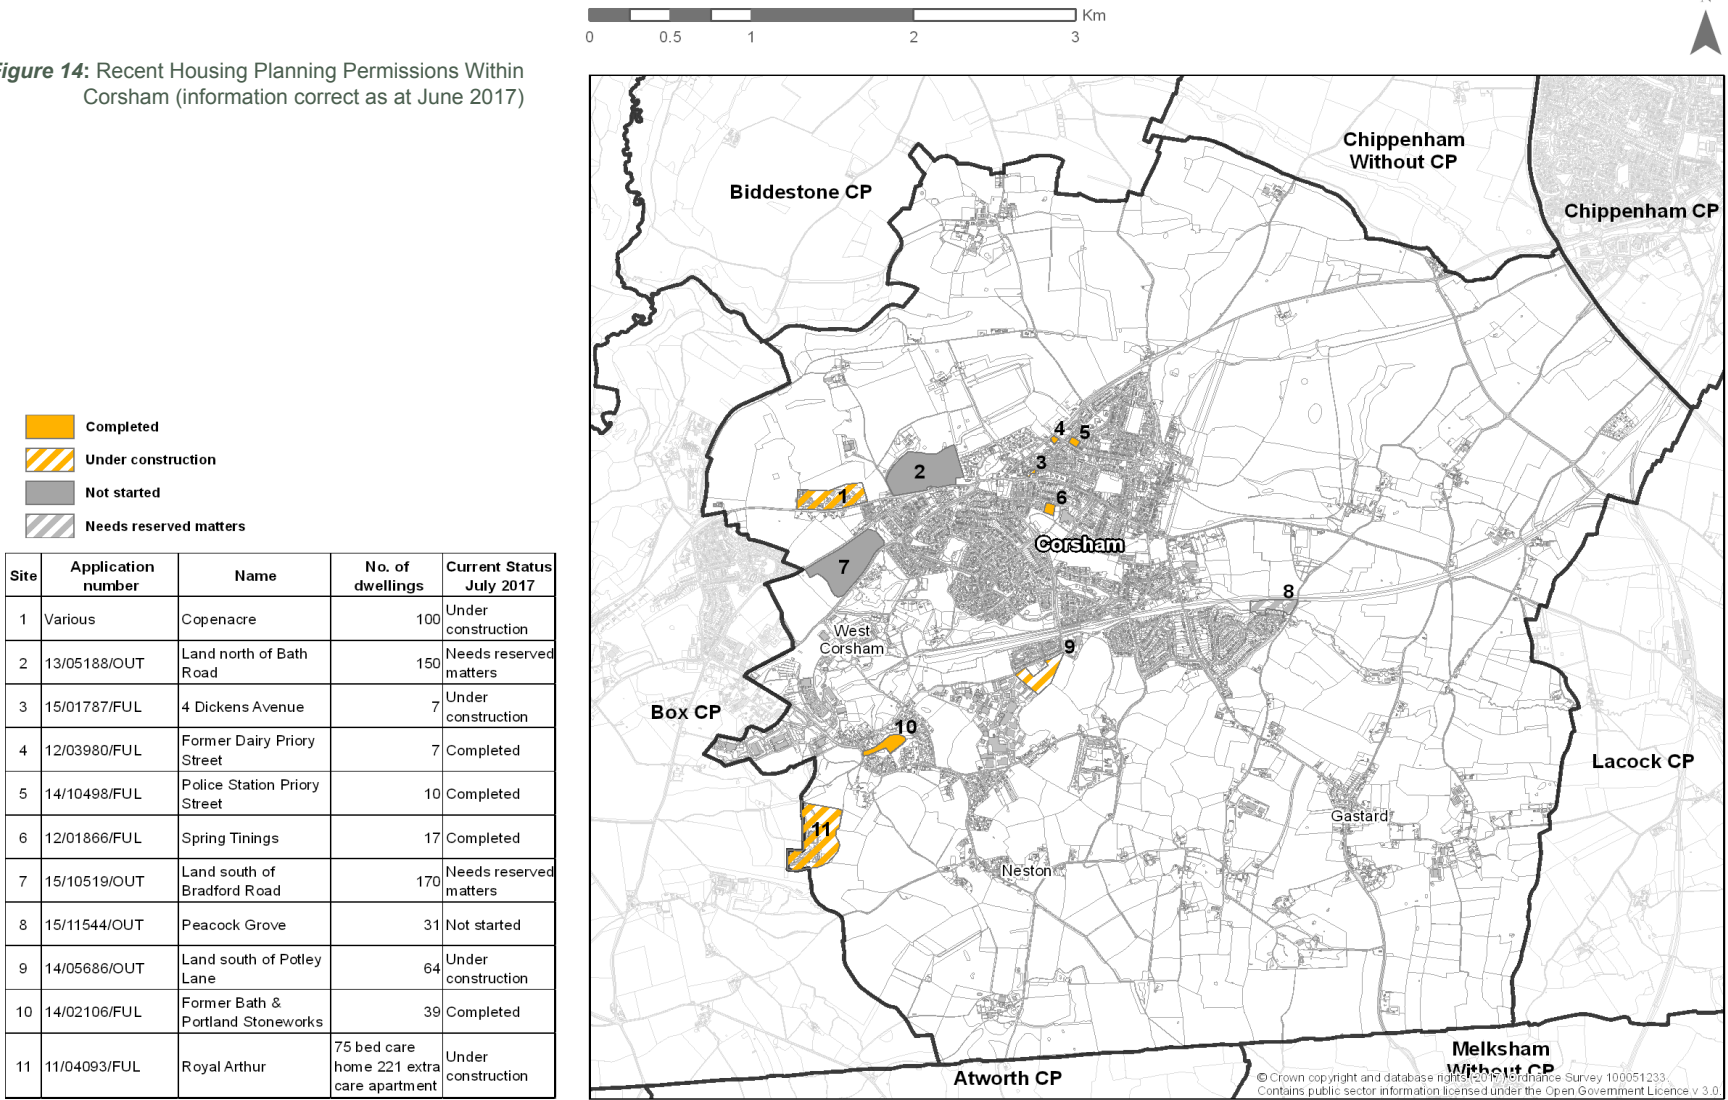 Km
0 0.5 1 2 3
igure 14: Recent Housing Planning Permissions Within
Corsham (information correct as at June 2017)
Completed
Under construction
Not started
Needs reserved matters
Site Application number Name No. of dwellings Current Status July 2017
1 Various Copenacre 100 Under construction
2 13/05188/OUT Land north of Bath Road 150 Needs reserved matters
3 15/01787/FUL 4 Dickens Avenue 7 Under construction
4 12/03980/FUL Former Dairy Priory Street 7 Completed
5 14/10498/FUL Police Station Priory Street 10 Completed
6 12/01866/FUL Spring Tinings 17 Completed
7 15/10519/OUT Land south of Bradford Road 170 Needs reserved matters
8 15/11544/OUT Peacock Grove 31 Not started
9 14/05686/OUT Land south of Potley Lane 64 Under construction
10 14/02106/FUL Former Bath & Portland Stoneworks 39 Completed
11 11/04093/FUL Royal Arthur 75 bed care home 221 extra care apartment Under construction
Chippenham
Without CP
Biddestone CP
Chippenham CP
4
5
3
2
6
1
Corsham
7
8
West
Corsham
9
Box CP
10
Lacock CP
Gastard
11
Neston
Melksham
Without CP
Atworth CP
© Crown copyright and database rights (2017) Ordnance Survey 100051233.
Contains public sector information licensed under the Open Government Licence v 3.0.